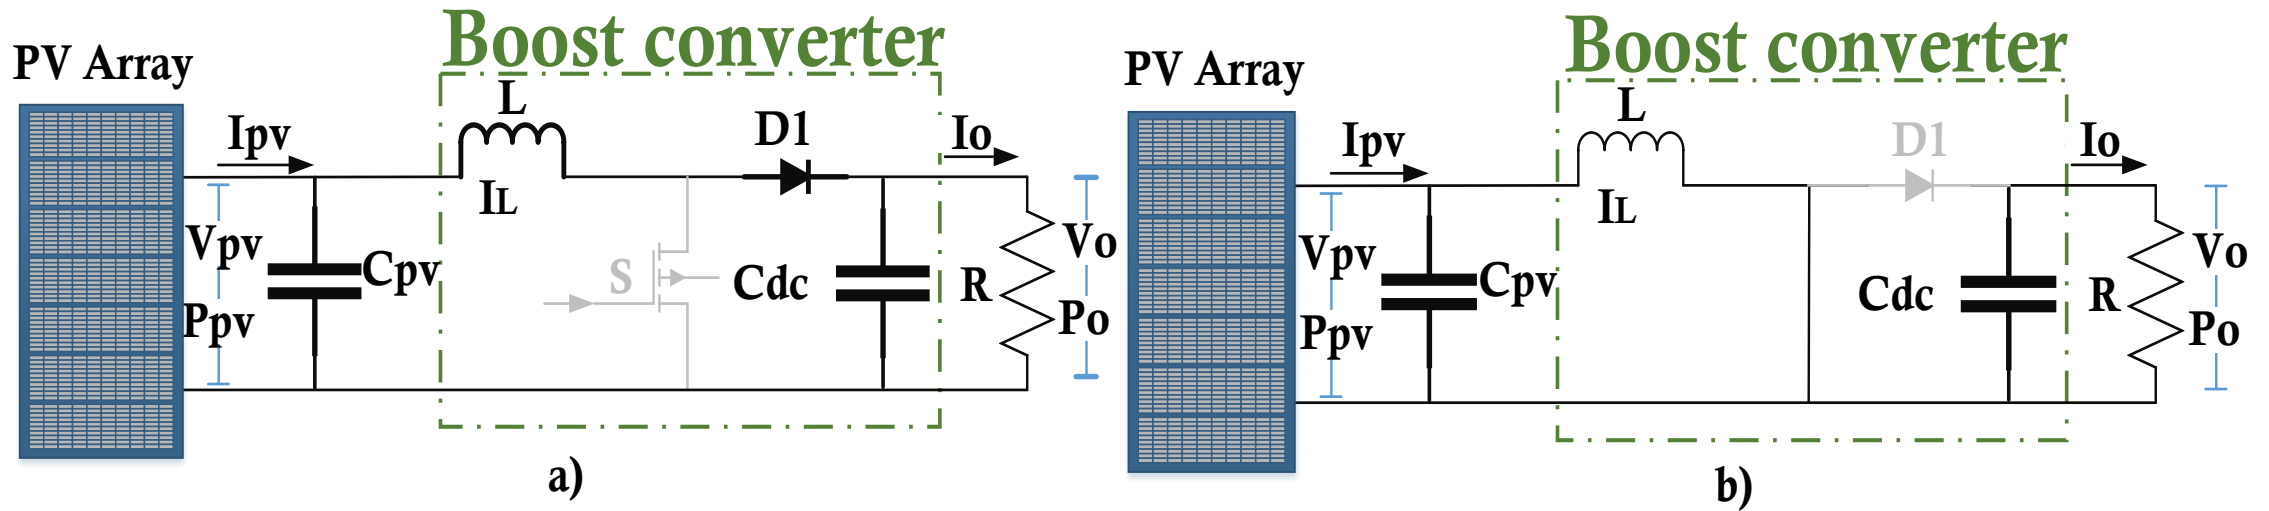 Boost converter
PV Array
L
Ipv
D1
Io
IL
Vpv
Cpv
S
Cdc
R
Vo
Ppv
Po
a)
Boost converter
PV Array
L
Ipv
D1
Io
IL
Vpv
Cpv
Cdc
R
Vo
Ppv
Po
b)